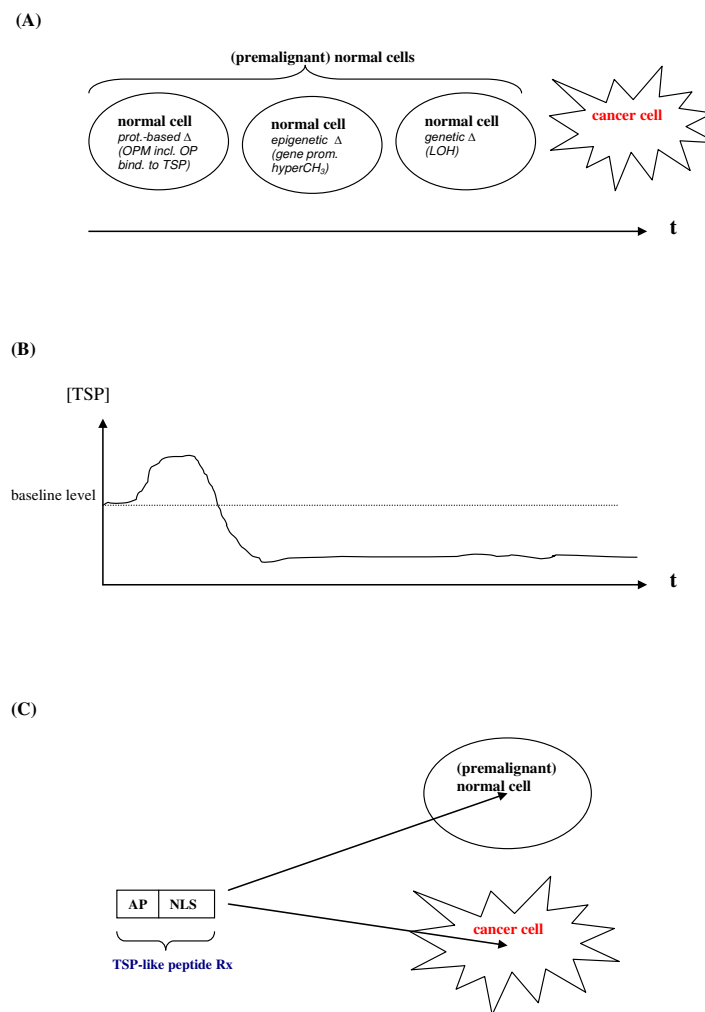 (A)
(premalignant) normal cells
normal cell
prot.-based Δ
(OPM incl. OP
bind. to TSP)
normal cell
epigenetic Δ
(gene prom.
hyperCH₃)
normal cell
genetic Δ
(LOH)
cancer cell
t
(B)
[TSP]
baseline level
t
(C)
(premalignant)
normal cell
AP NLS
cancer cell
TSP-like peptide Rx